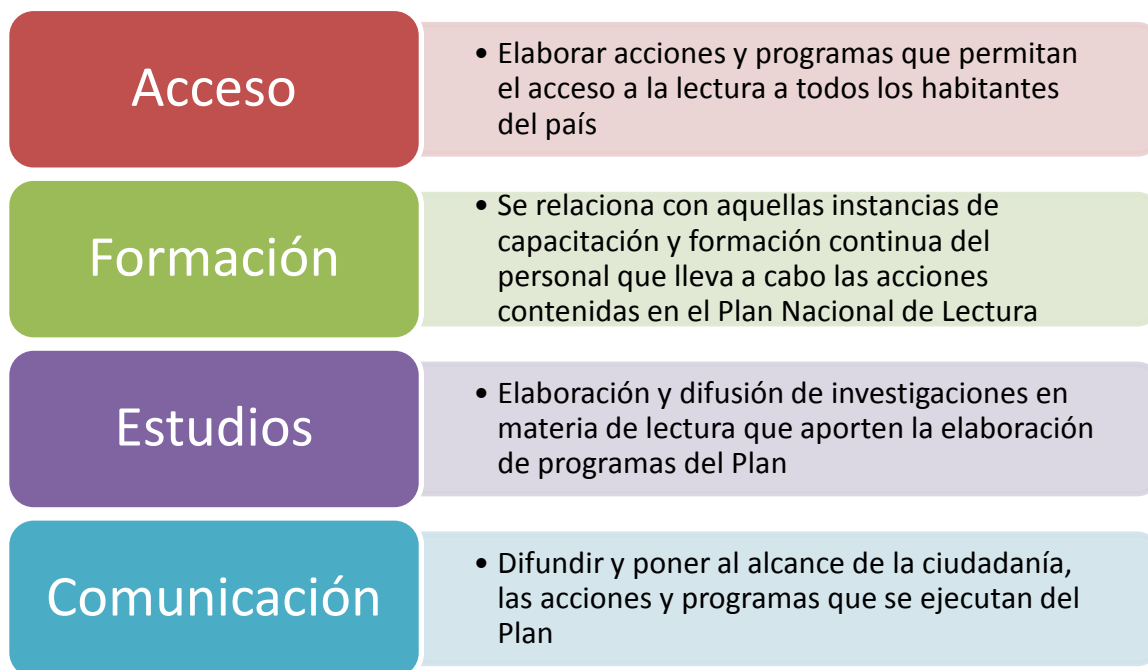 Acceso
• Elaborar acciones y programas que permitan
el acceso a la lectura a todos los habitantes
del país
Formación
• Se relaciona con aquellas instancias de
capacitación y formación continua del
personal que lleva a cabo las acciones
contenidas en el Plan Nacional de Lectura
Estudios
• Elaboración y difusión de investigaciones en
materia de lectura que aporten la elaboración
de programas del Plan
Comunicación
• Difundir y poner al alcance de la ciudadanía,
las acciones y programas que se ejecutan del
Plan